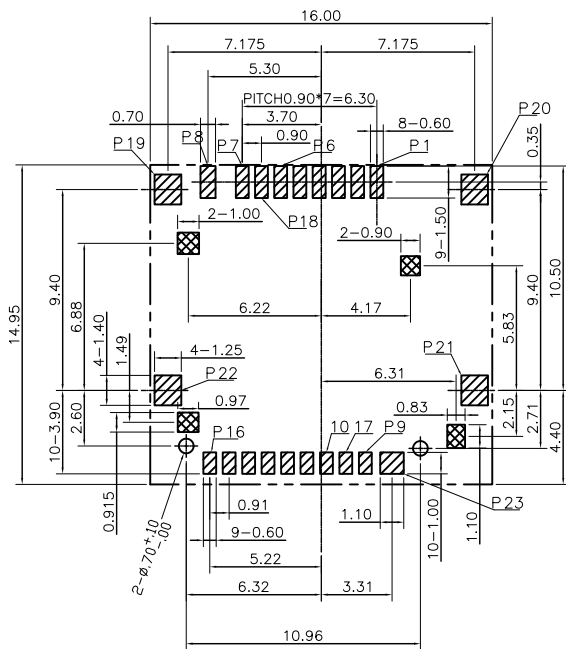 16.00
7.175 7.175
5.30
PITCH0.90*7=6.30
0.70 3.70 8-0.60
P20
P8 P7 0.90 P6 P1 0.35
P19
P18
2-1.00 2-0.90 9-1.50
14.95 9.40 6.88 6.22 4.17 5.83 9.40 10.50
4-1.40 1.49 4-1.25 P22 6.31 P21
10-3.90 2.60 0.97 0.83 2.15 2.71 4.40
P16 10 17 P9
0.915 0.91 P23
9-0.60 1.10 10-1.00 1.10
2-Ø.70+.10 -.00
5.22
6.32 3.31
10.96